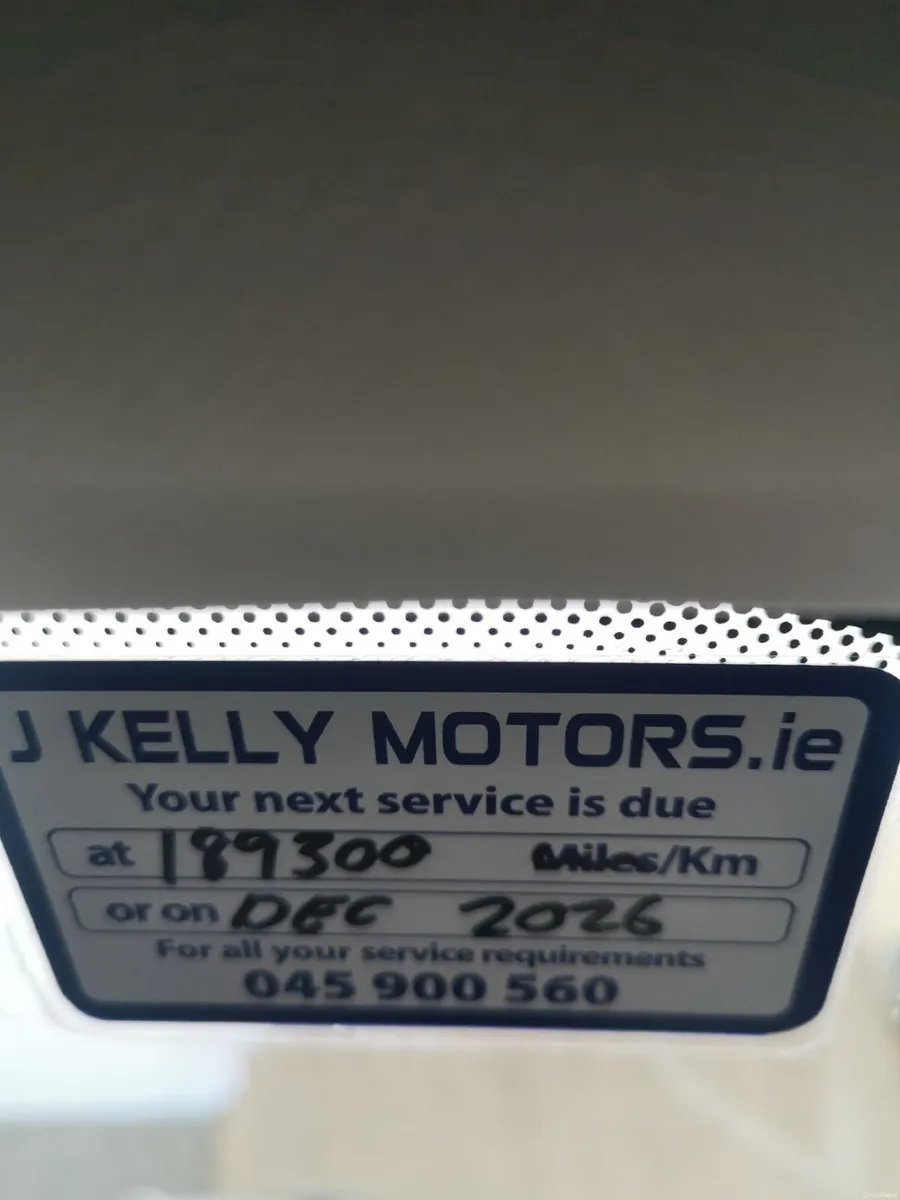 J KELLY MOTORS.ie
Your next service is due
at 189300 Miles/Km
or on DEC 2026
For all your service requirements
045 900 560